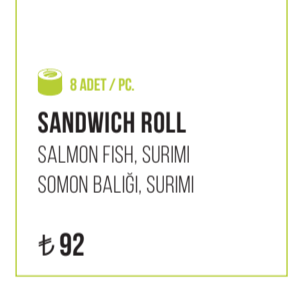 8 ADET / PC.
SANDWICH ROLL
SALMON FISH, SURIMI
SOMON BALIĞI, SURIMI
₺ 92